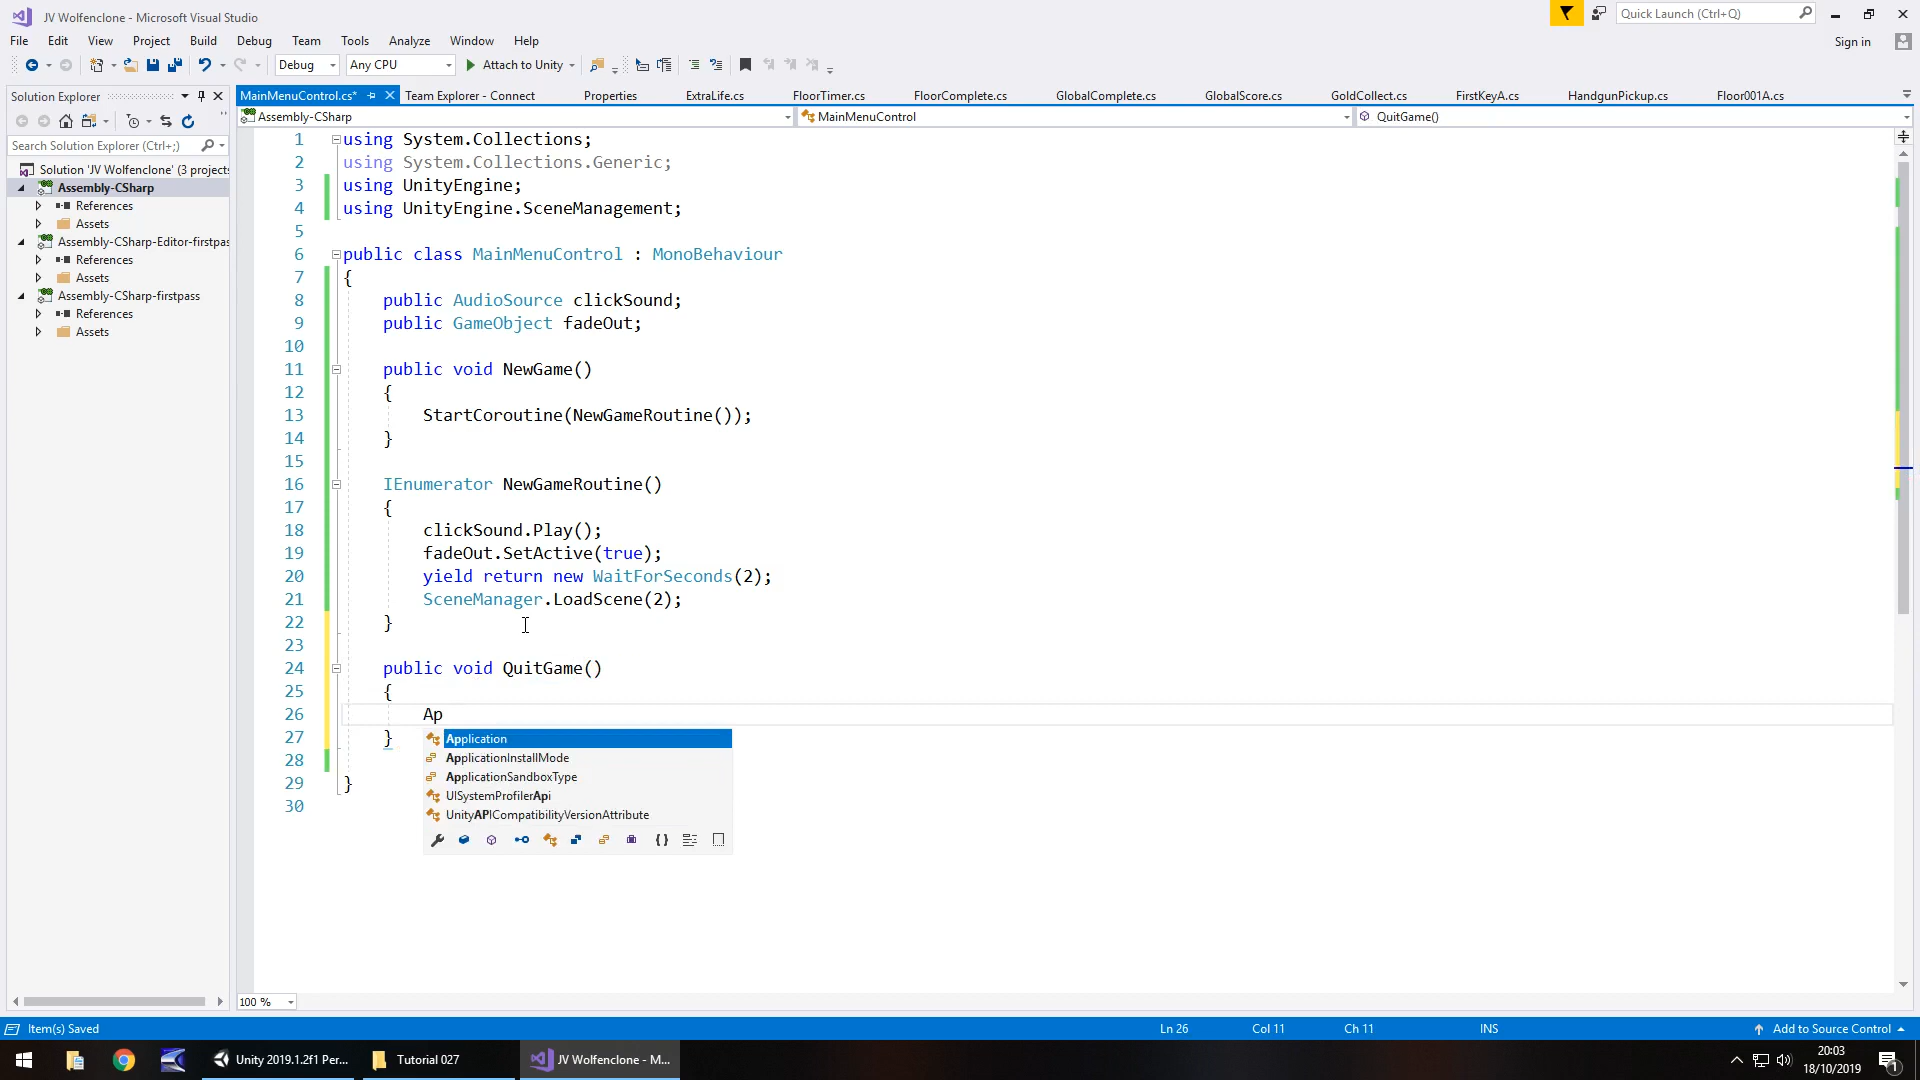 JV Wolfenclone - Microsoft Visual Studio
Quick Launch (Ctrl+Q)
File Edit View Project Build Debug Team Tools Analyze Window Help
Sign in
Debug Any CPU Attach to Unity
Solution Explorer
MainMenuControl.cs* Team Explorer - Connect Properties ExtraLife.cs FloorTimer.cs FloorComplete.cs GlobalComplete.cs GlobalScore.cs GoldCollect.cs FirstKeyA.cs HandgunPickup.cs Floor001A.cs
Assembly-CSharp MainMenuControl QuitGame()
Search Solution Explorer (Ctrl+;)
Solution 'JV Wolfenclone' (3 projects
Assembly-CSharp
References
Assets
Assembly-CSharp-Editor-firstpas
References
Assets
Assembly-CSharp-firstpass
References
Assets
1 using System.Collections;
2 using System.Collections.Generic;
3 using UnityEngine;
4 using UnityEngine.SceneManagement;
5
6 public class MainMenuControl : MonoBehaviour
7 {
8 public AudioSource clickSound;
9 public GameObject fadeOut;
10
11 public void NewGame()
12 {
13 StartCoroutine(NewGameRoutine());
14 }
15
16 IEnumerator NewGameRoutine()
17 {
18 clickSound.Play();
19 fadeOut.SetActive(true);
20 yield return new WaitForSeconds(2);
21 SceneManager.LoadScene(2);
22 }
23
24 public void QuitGame()
25 {
26 Ap
27 }
28
29 }
30
Application
ApplicationInstallMode
ApplicationSandboxType
UISystemProfilerApi
UnityAPICompatibilityVersionAttribute
100 %
Item(s) Saved Ln 26 Col 11 Ch 11 INS Add to Source Control
Unity 2019.1.2f1 Per... Tutorial 027 JV Wolfenclone - M...
20:03
18/10/2019
1